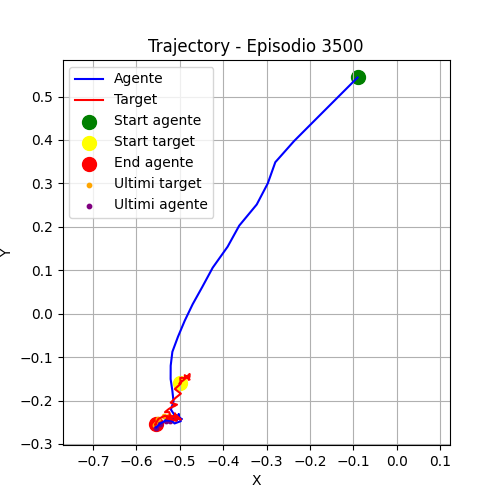 Trajectory - Episodio 3500
Agente
Target
Start agente
Start target
End agente
Ultimi target
Ultimi agente
Y
0.5
0.4
0.3
0.2
0.1
0.0
−0.1
−0.2
−0.3
−0.7 −0.6 −0.5 −0.4 −0.3 −0.2 −0.1 0.0 0.1
X